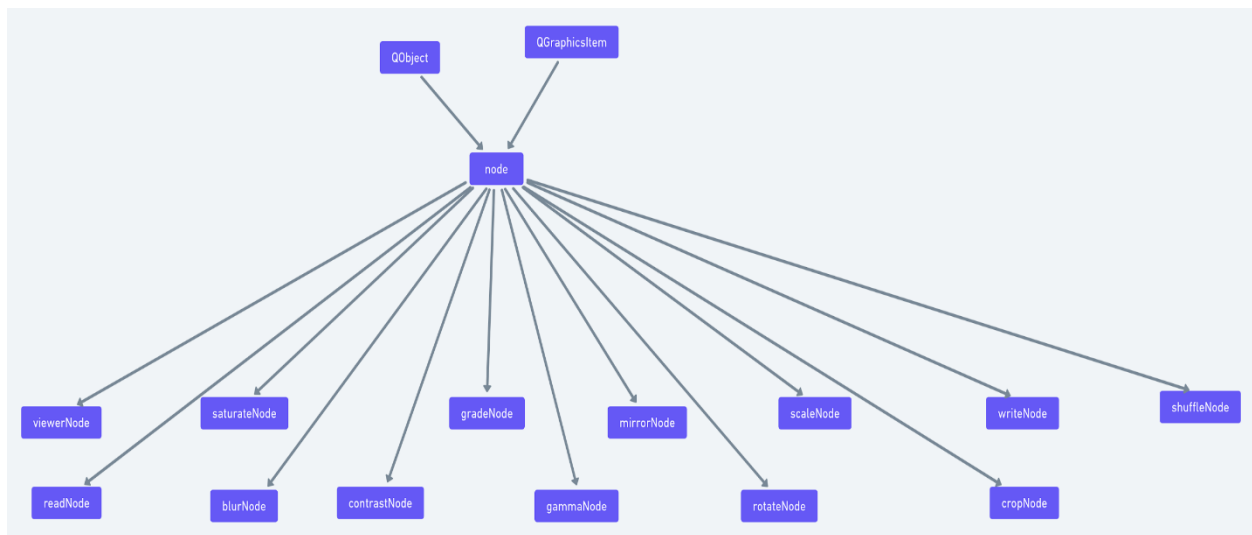 QObject
QGraphicsItem
node
viewerNode
saturateNode
gradeNode
mirrorNode
scaleNode
writeNode
shuffleNode
readNode
blurNode
contrastNode
gammaNode
rotateNode
cropNode